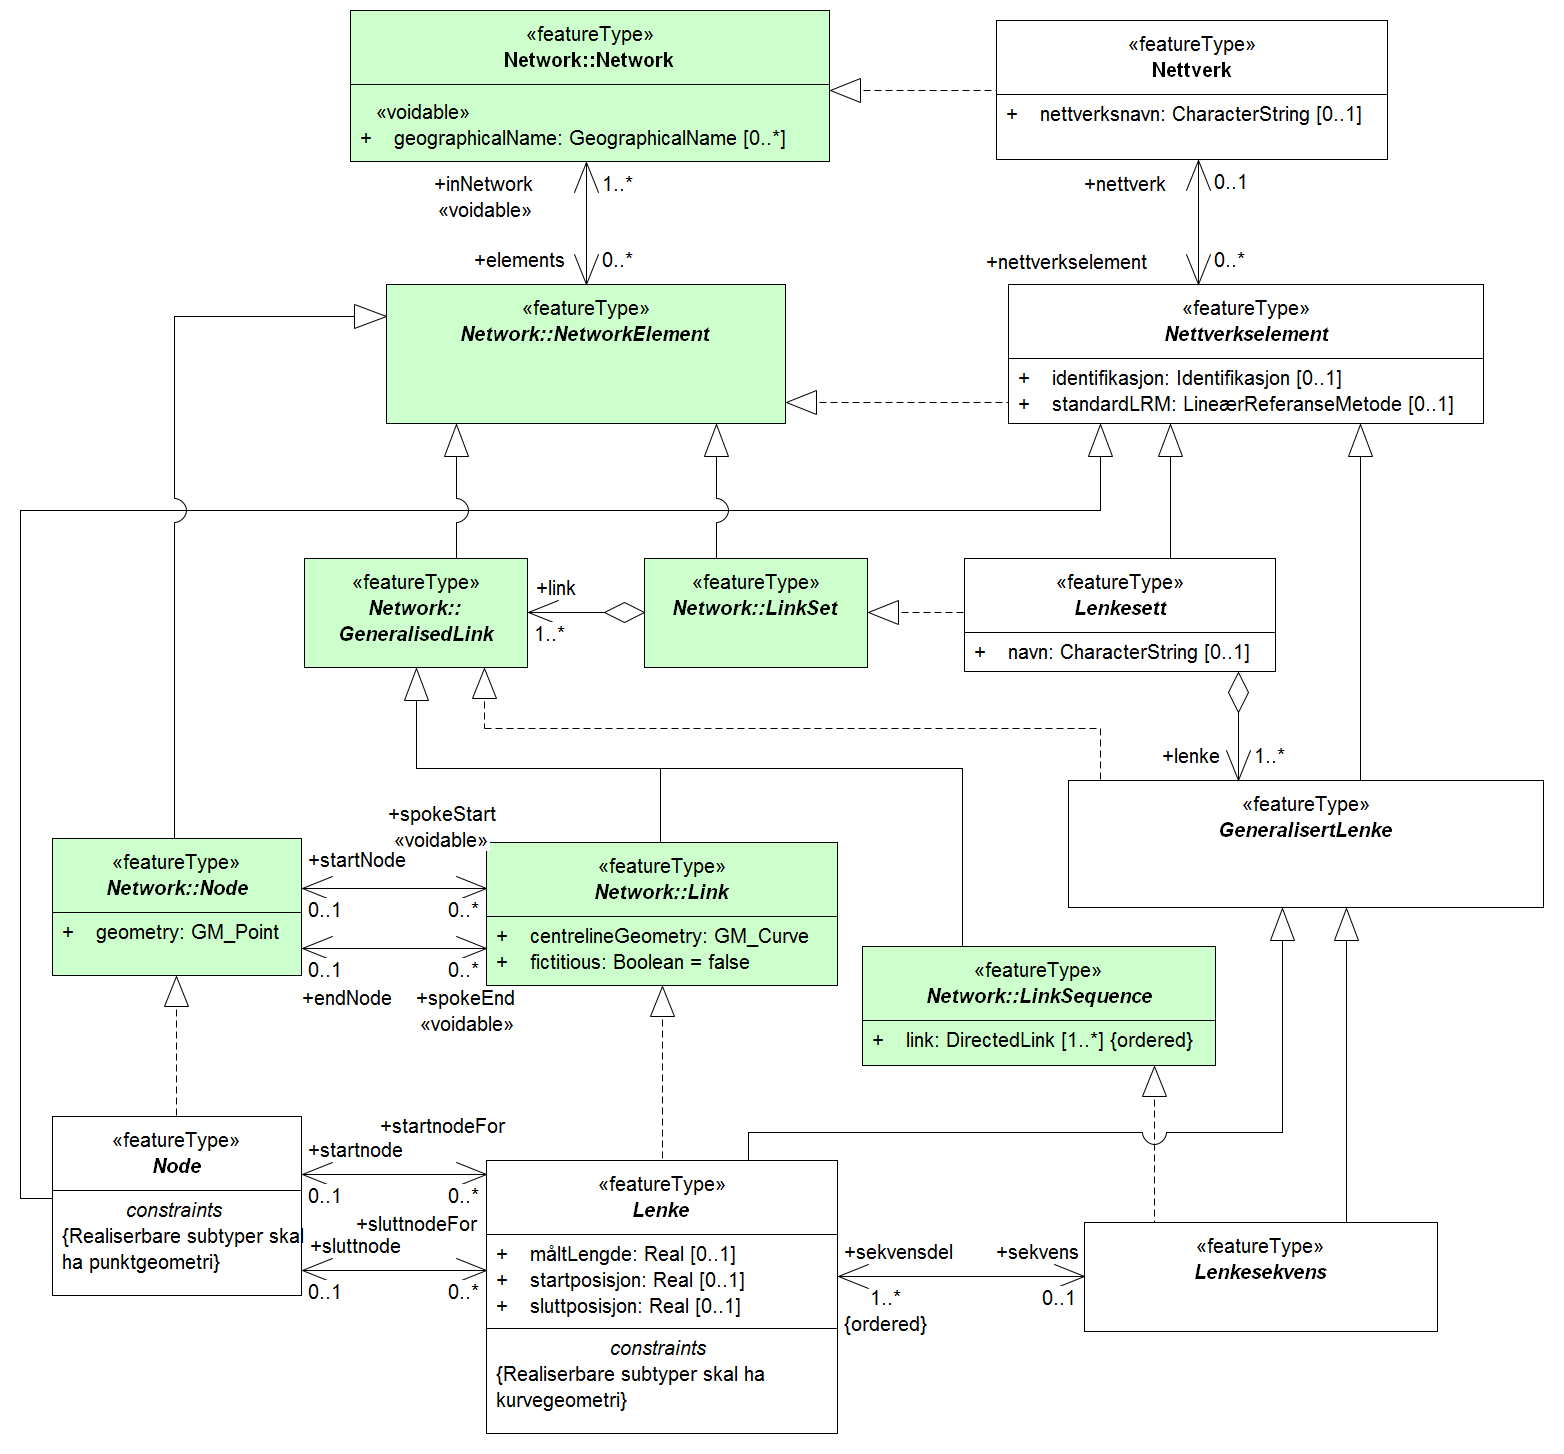 «featureType»
Network::Network
«voidable»
+ geographicalName: GeographicalName [0..*]
«featureType»
Nettverk
+ nettverksnavn: CharacterString [0..1]
+inNetwork
«voidable»
1..*
+elements
0..*
+nettverk
0..1
+nettverkselement
0..*
«featureType»
Network::NetworkElement
«featureType»
Nettverkselement
+ identifikasjon: Identifikasjon [0..1]
+ standardLRM: LineærReferanseMetode [0..1]
«featureType»
Network::
GeneralisedLink
+link
1..*
«featureType»
Network::LinkSet
«featureType»
Lenkesett
+ navn: CharacterString [0..1]
+lenke
1..*
«featureType»
GeneralisertLenke
«featureType»
Network::Node
+ geometry: GM_Point
+spokeStart
«voidable»
+startNode
0..1
0..*
0..1
0..*
+endNode
+spokeEnd
«voidable»
«featureType»
Network::Link
+ centrelineGeometry: GM_Curve
+ fictitious: Boolean = false
«featureType»
Network::LinkSequence
+ link: DirectedLink [1..*] {ordered}
«featureType»
Node
constraints
{Realiserbare subtyper skal
ha punktgeometri}
+startnodeFor
+startnode
0..1
0..*
+sluttnodeFor
+sluttnode
0..1
0..*
«featureType»
Lenke
+ måltLengde: Real [0..1]
+ startposisjon: Real [0..1]
+ sluttposisjon: Real [0..1]
constraints
{Realiserbare subtyper skal ha
kurvegeometri}
+sekvensdel
1..*
{ordered}
+sekvens
0..1
«featureType»
Lenkesekvens